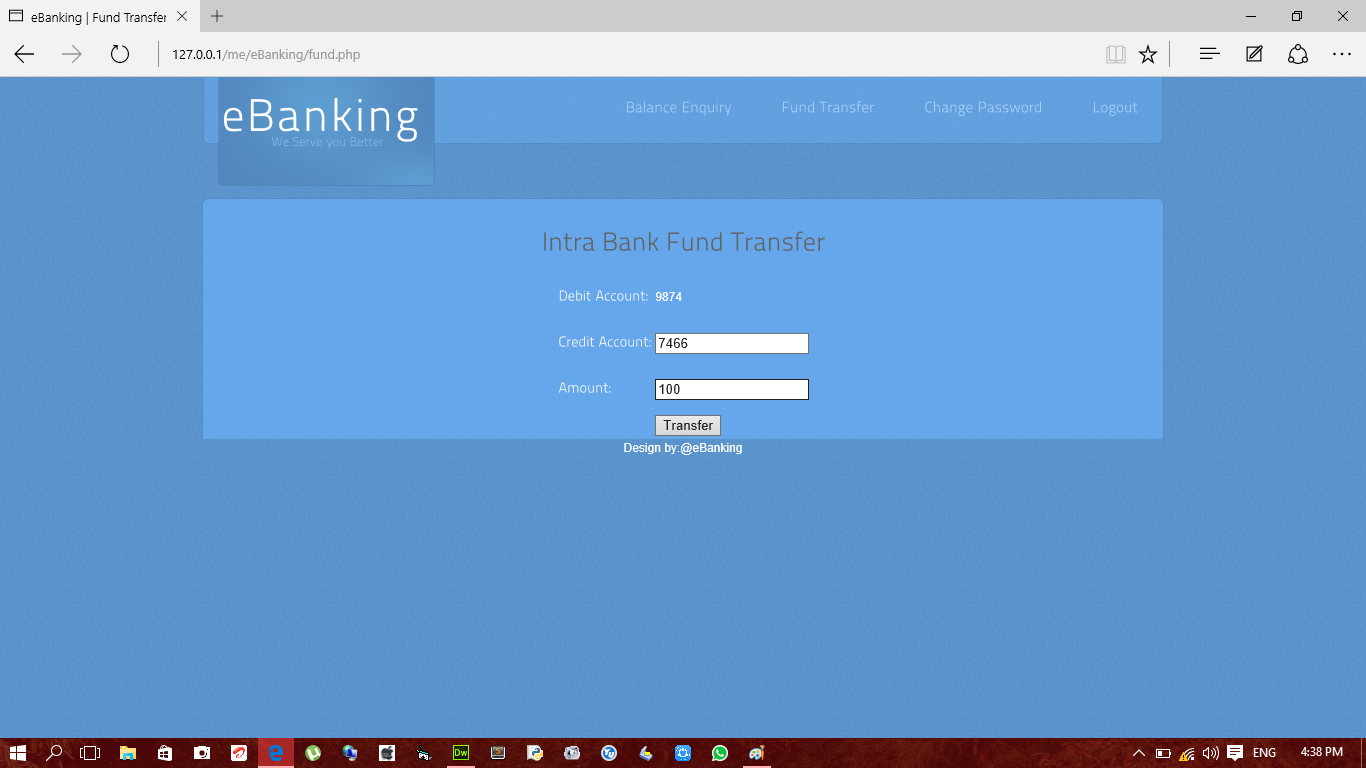 eBanking | Fund Transfer
127.0.0.1/me/eBanking/fund.php
eBanking
We Serve you Better
Balance Enquiry Fund Transfer Change Password Logout
Intra Bank Fund Transfer
Debit Account: 9874
Credit Account: 7466
Amount: 100
Transfer
Design by:@eBanking
Dw
ENG 4:38 PM